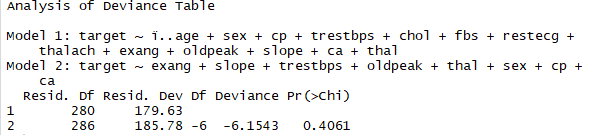 Analysis of Deviance Table
Model 1: target ~ ï..age + sex + cp + trestbps + chol + fbs + restecg +
thalach + exang + oldpeak + slope + ca + thal
Model 2: target ~ exang + slope + trestbps + oldpeak + thal + sex + cp +
ca
Resid. Df Resid. Dev Df Deviance Pr(>Chi)
1 280 179.63
2 286 185.78 -6 -6.1543 0.4061